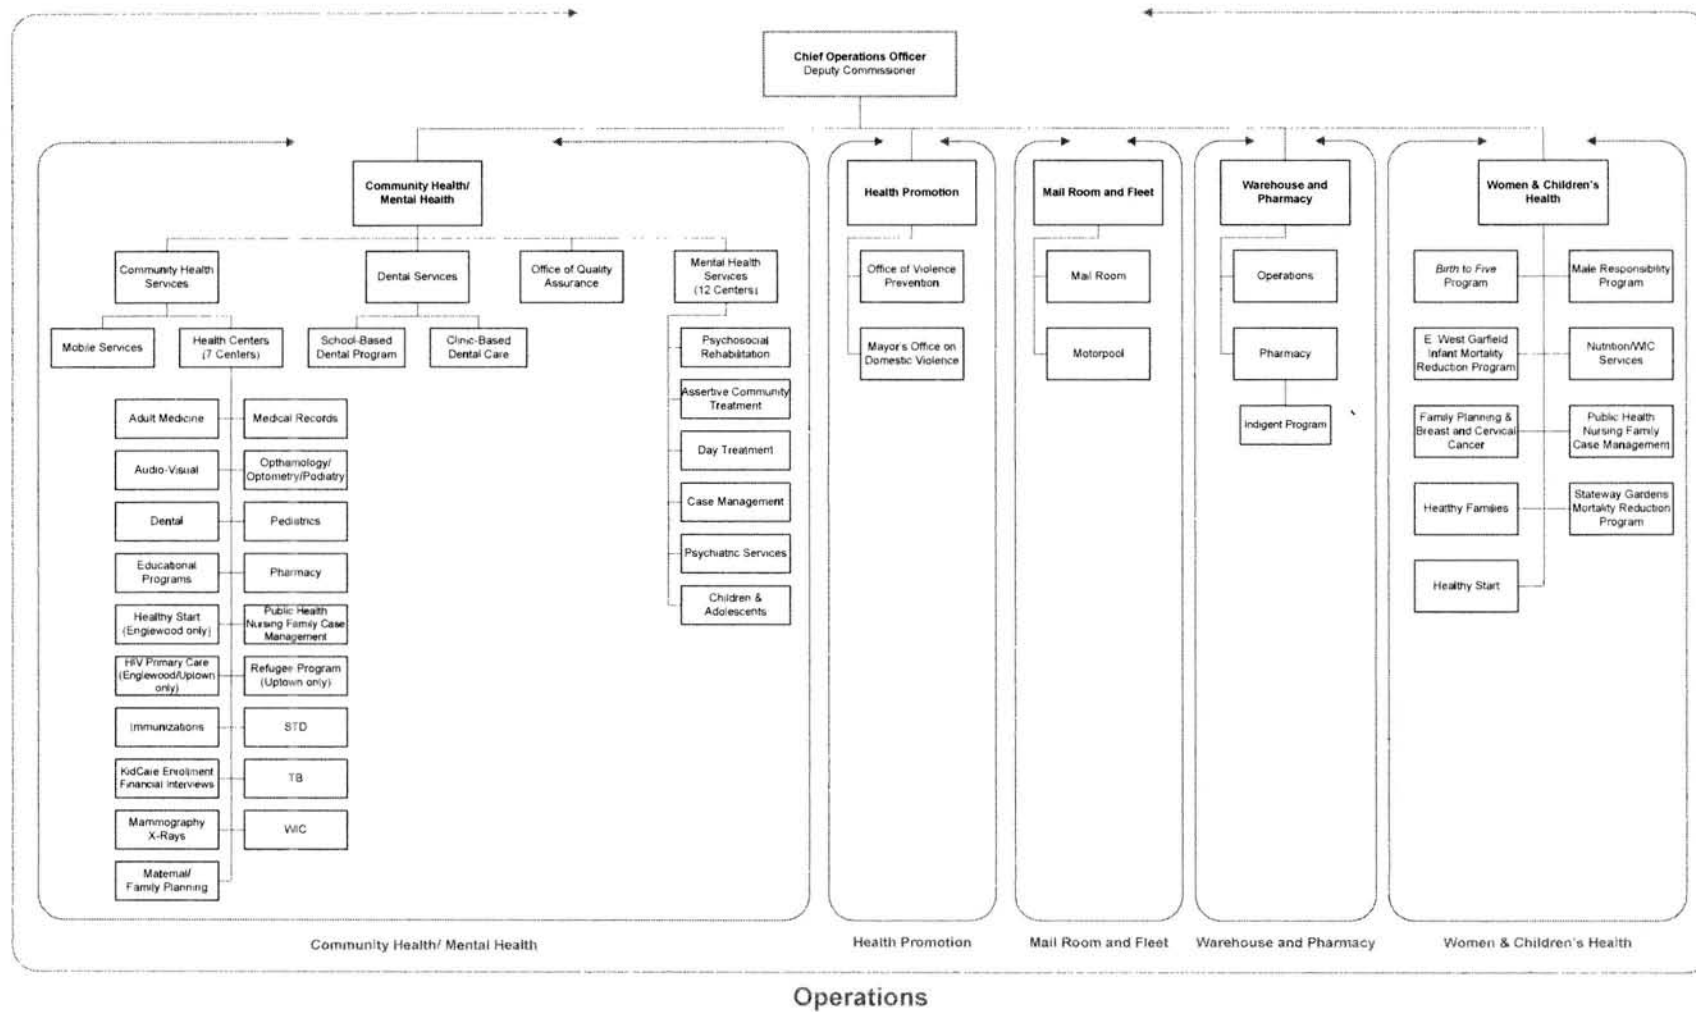 Chief Operations Officer
Deputy Commissioner
Community Health/
Mental Health
Health Promotion
Mail Room and Fleet
Warehouse and
Pharmacy
Women & Children's
Health
Community Health
Services
Dental Services
Office of Quality
Assurance
Mental Health
Services
(12 Centers)
Mobile Services
Health Centers
(7 Centers)
School-Based
Dental Program
Clinic-Based
Dental Care
Adult Medicine
Medical Records
Audio-Visual
Opthamology/
Optometry/Podiatry
Dental
Pediatrics
Educational
Programs
Pharmacy
Healthy Start
(Englewood only)
Public Health
Nursing Family Case
Management
HIV Primary Care
(Englewood/Uptown
only)
Refugee Program
(Uptown only)
Immunizations
STD
KidCare Enrollment
Financial Interviews
TB
Mammography
X-Rays
WIC
Maternal/
Family Planning
Psychosocial
Rehabilitation
Assertive Community
Treatment
Day Treatment
Case Management
Psychiatric Services
Children &
Adolescents
Office of Violence
Prevention
Mayor's Office on
Domestic Violence
Mail Room
Motorpool
Operations
Pharmacy
Indigent Program
Birth to Five
Program
Male Responsibility
Program
E. West Garfield
Infant Mortality
Reduction Program
Nutrition/WIC
Services
Family Planning &
Breast and Cervical
Cancer
Public Health
Nursing Family
Case Management
Healthy Families
Stateway Gardens
Mortality Reduction
Program
Healthy Start
Community Health/ Mental Health
Health Promotion
Mail Room and Fleet
Warehouse and Pharmacy
Women & Children's Health
Operations